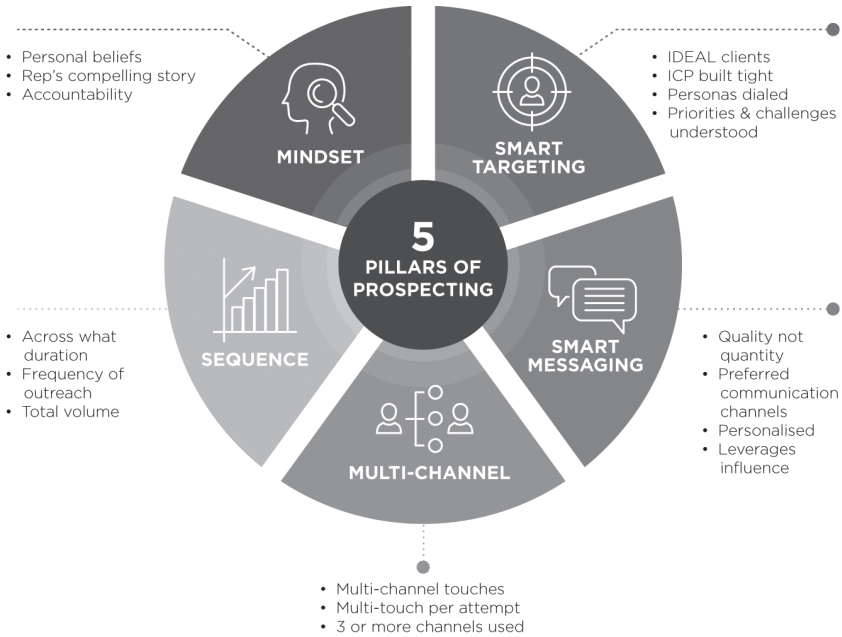 5
PILLARS OF
PROSPECTING
MINDSET
• Personal beliefs
• Rep's compelling story
• Accountability
SMART
TARGETING
• IDEAL clients
• ICP built tight
• Personas dialed
• Priorities & challenges
understood
SMART
MESSAGING
• Quality not
quantity
• Preferred
communication
channels
• Personalised
• Leverages
influence
MULTI-CHANNEL
• Multi-channel touches
• Multi-touch per attempt
• 3 or more channels used
SEQUENCE
• Across what
duration
• Frequency of
outreach
• Total volume